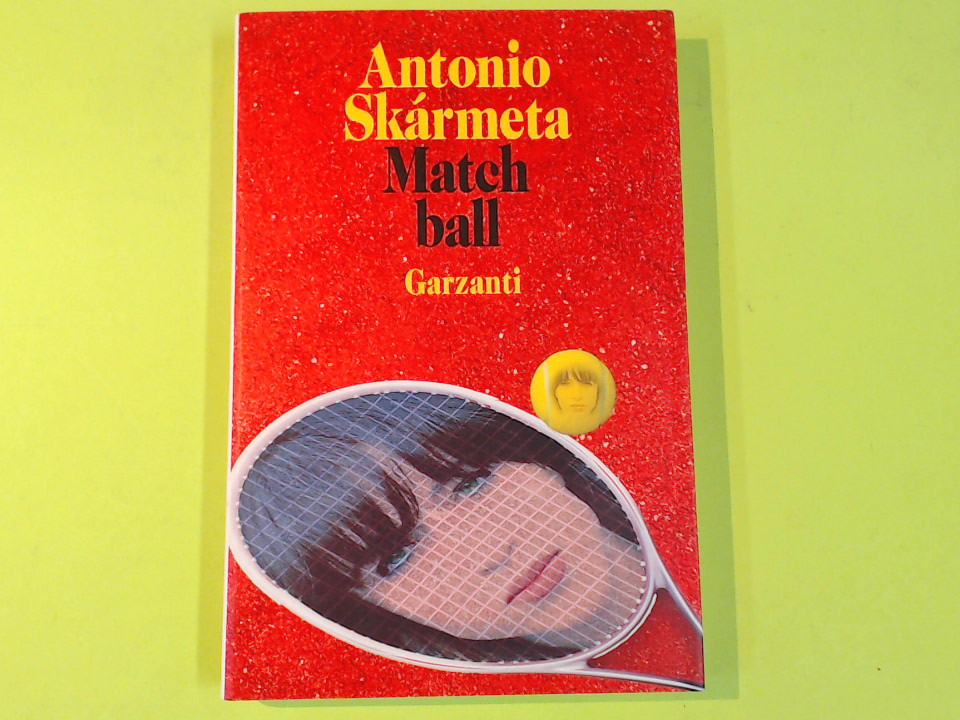 Antonio
Skármeta
Match
ball
Garzanti